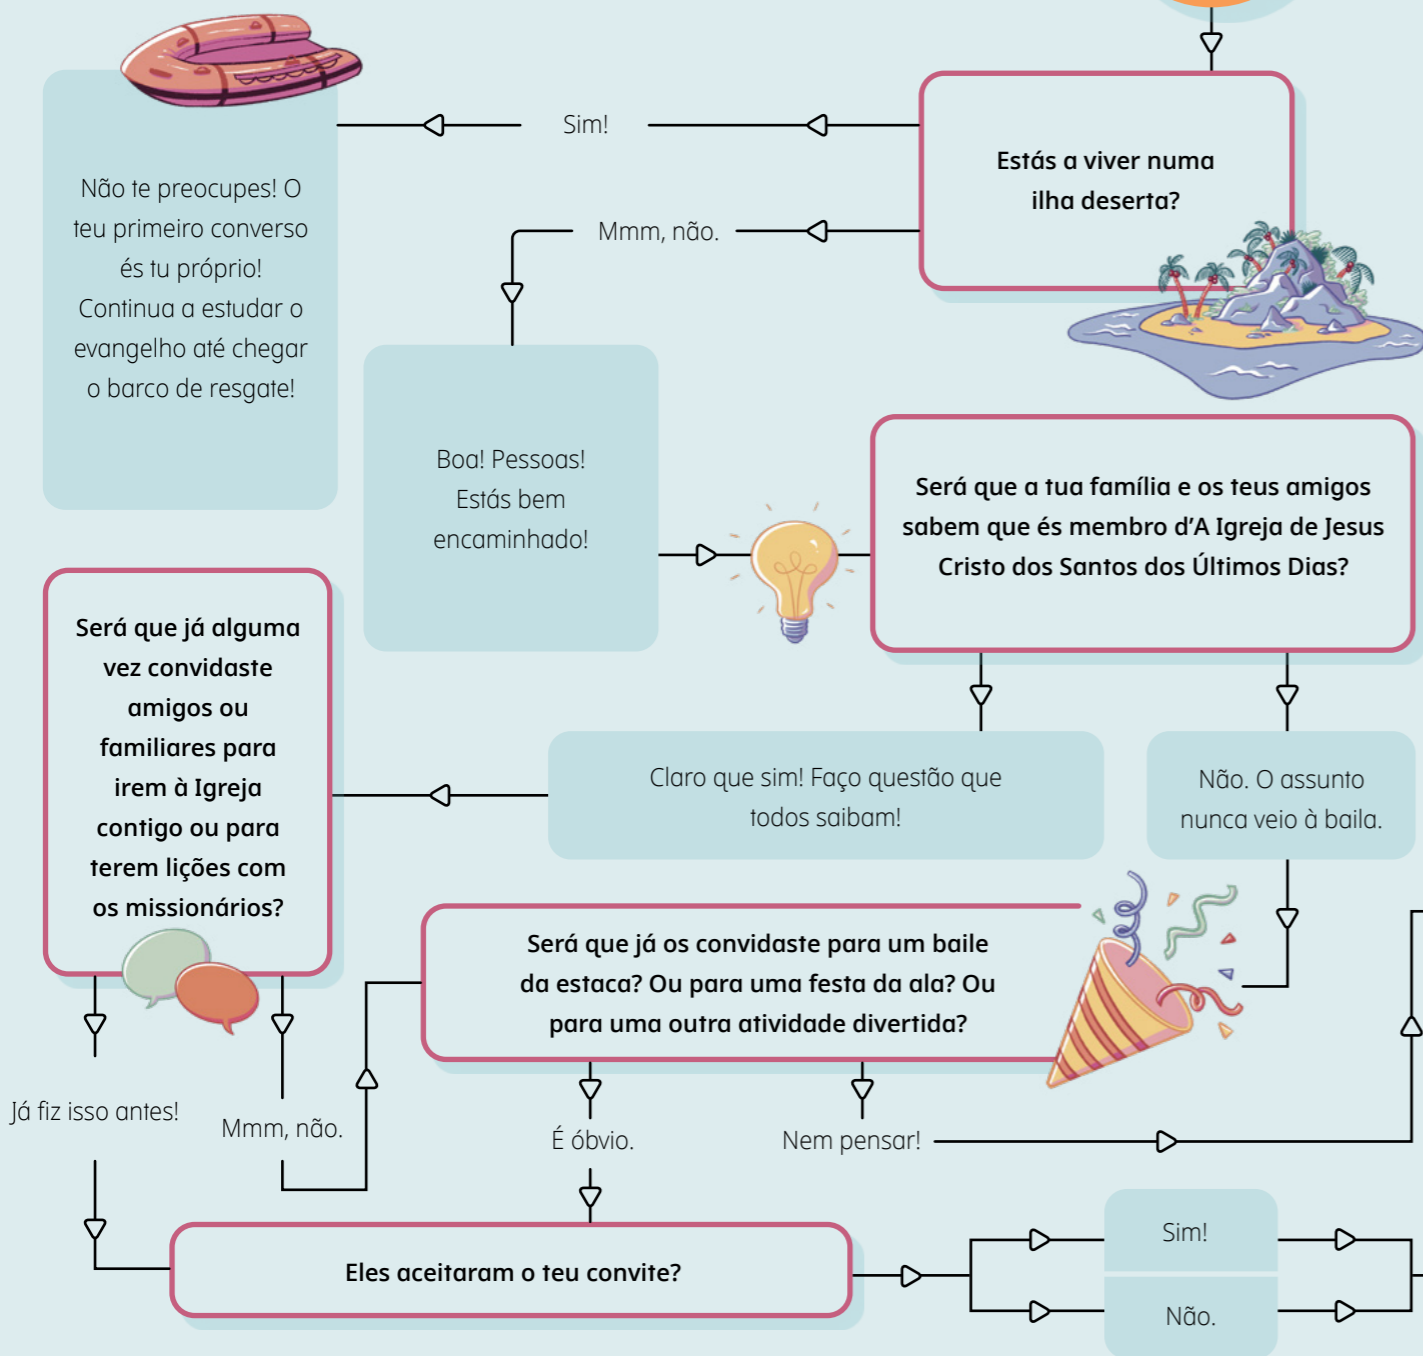 Estás a viver numa
ilha deserta?
Sim!
Mmm, não.
Não te preocupes! O
teu primeiro converso
és tu próprio!
Continua a estudar o
evangelho até chegar
o barco de resgate!
Boa! Pessoas!
Estás bem
encaminhado!
Será que a tua família e os teus amigos
sabem que és membro d’A Igreja de Jesus
Cristo dos Santos dos Últimos Dias?
Claro que sim! Faço questão que
todos saibam!
Não. O assunto
nunca veio à baila.
Será que já alguma
vez convidaste
amigos ou
familiares para
irem à Igreja
contigo ou para
terem lições com
os missionários?
Será que já os convidaste para um baile
da estaca? Ou para uma festa da ala? Ou
para uma outra atividade divertida?
Já fiz isso antes!
Mmm, não.
É óbvio.
Nem pensar!
Eles aceitaram o teu convite?
Sim!
Não.